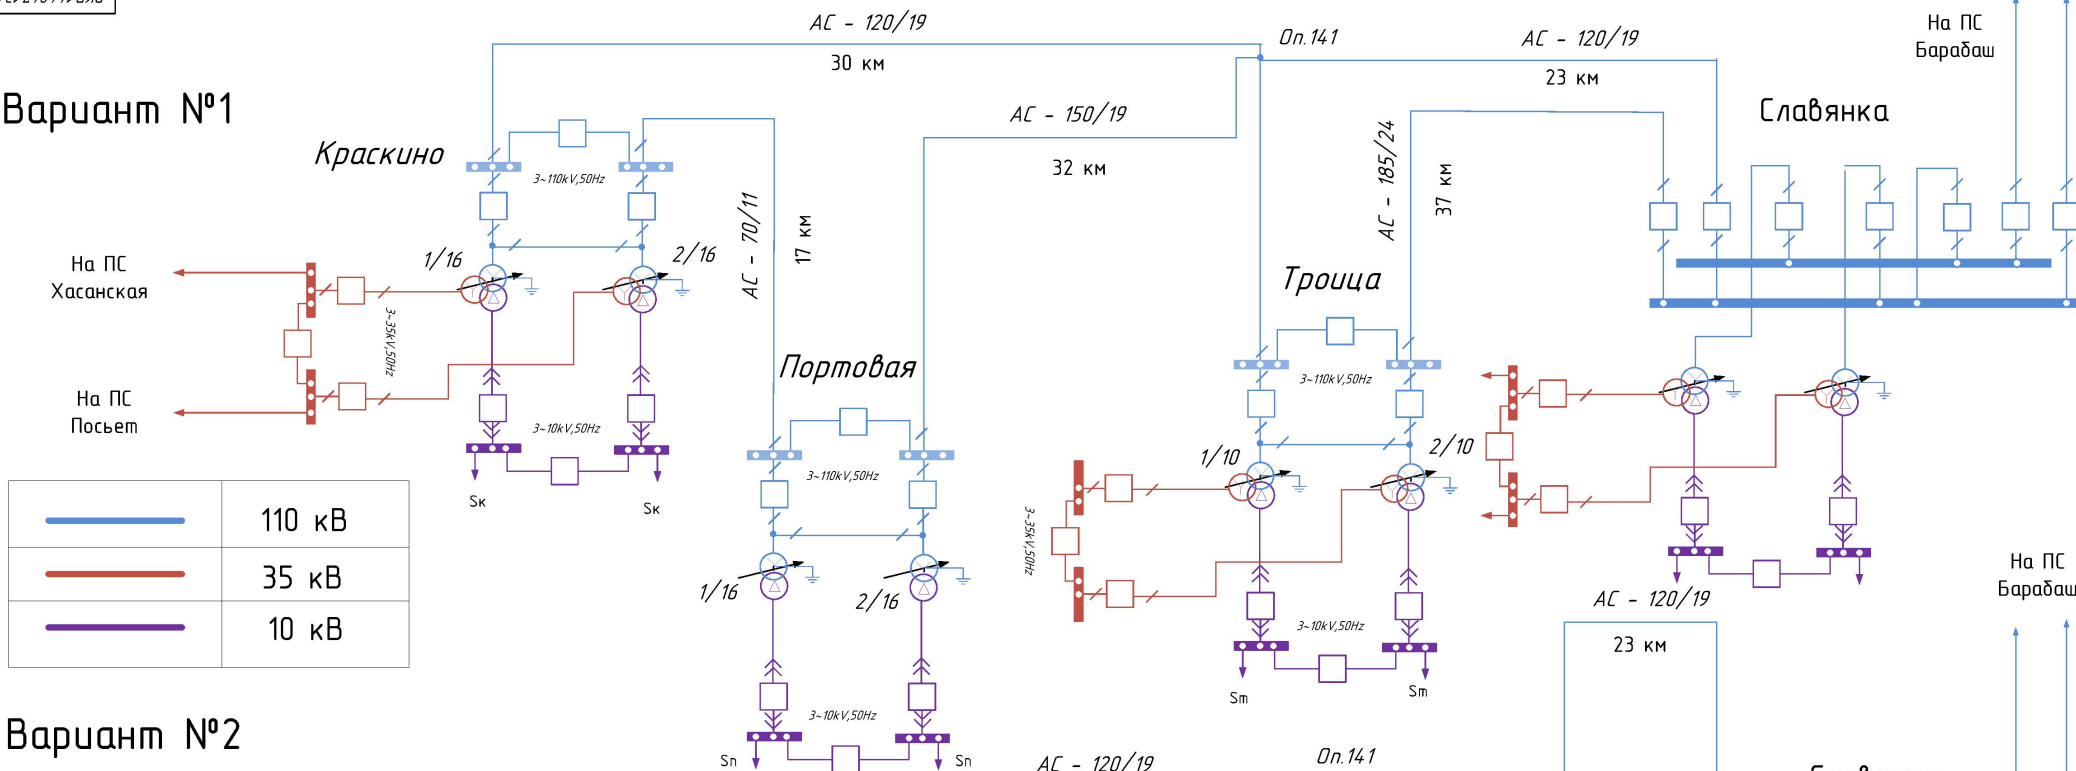 АС - 120/19
30 км
Оп.141
АС - 120/19
23 км
На ПС
Барабаш
Вариант №1
АС - 150/19
32 км
Славянка
Краскино
3~110kV,50Hz
АС - 185/24
37 км
АС - 70/11
17 км
1/16
2/16
На ПС
Хасанская
3~35kV,50Hz
Троица
На ПС
Посьет
3~10kV,50Hz
Sк
Sк
Портовая
3~110kV,50Hz
3~110kV,50Hz
1/10
2/10
3~35kV,50Hz
110 кВ
35 кВ
10 кВ
1/16
2/16
3~10kV,50Hz
Sп
Sп
3~10kV,50Hz
Sт
Sт
АС - 120/19
23 км
На ПС
Барабаш
Вариант №2
АС - 120/19
Оп.141